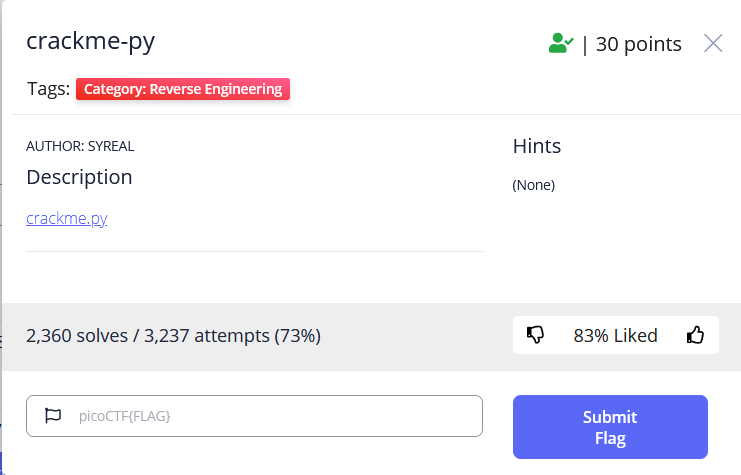 crackme-py
| 30 points
Tags: Category: Reverse Engineering
AUTHOR: SYREAL
Hints
Description
(None)
crackme.py
2,360 solves / 3,237 attempts (73%)
83% Liked
picoCTF{FLAG}
Submit
Flag